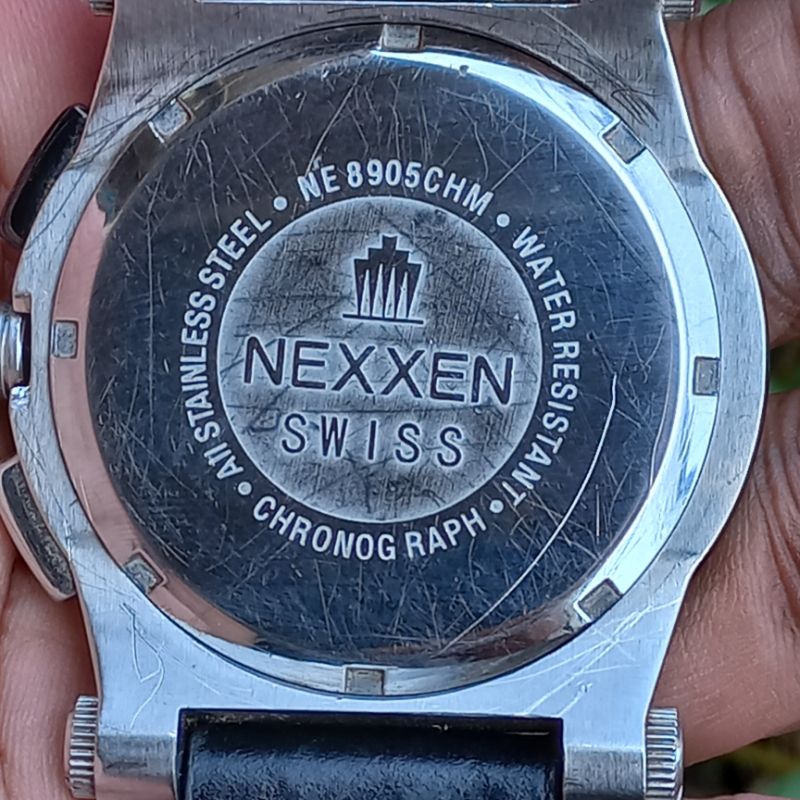 NE 8905CHM • WATER RESISTANT • CHRONOG RAPH • All STAINLESS STEEL •
NEXXEN
SWISS